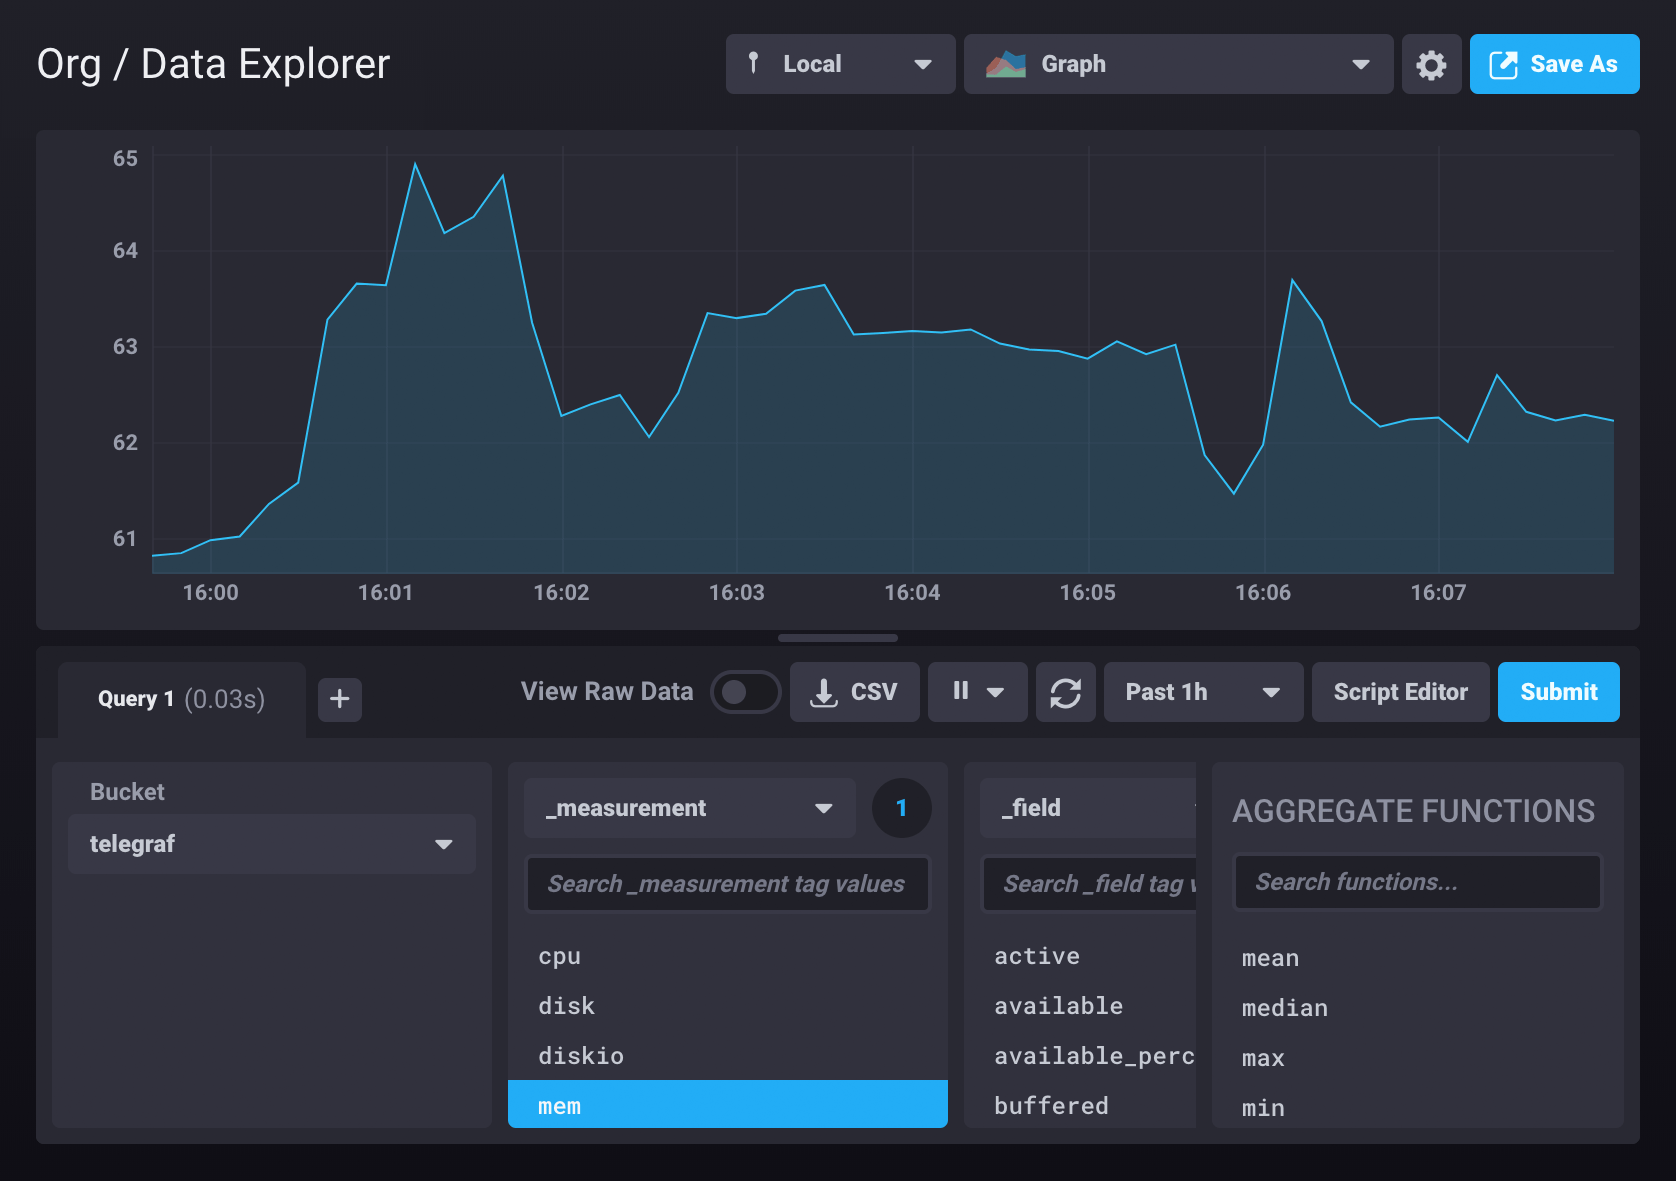 Org / Data Explorer
Local
Graph
Save As
65
64
63
62
61
16:00 16:01 16:02 16:03 16:04 16:05 16:06 16:07
Query 1 (0.03s)
+
View Raw Data
CSV
Past 1h
Script Editor
Submit
Bucket
telegraf
_measurement
1
Search _measurement tag values
cpu
disk
diskio
mem
_field
Search _field tag
active
available
available_perc
buffered
AGGREGATE FUNCTIONS
Search functions...
mean
median
max
min